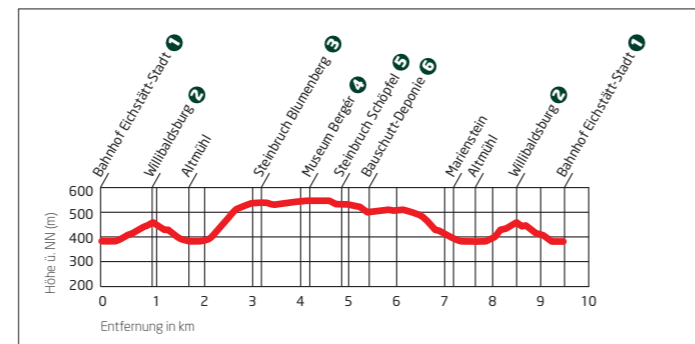 Bahnhof Eichstätt-Stadt 1
Willibaldsburg 2
Altmühl
Steinbruch Blumenberg 3
Museum Bergér 4
Steinbruch Schöpfel 5
Bauschutt-Deponie 6
Marienstein
Altmühl
Willibaldsburg 2
Bahnhof Eichstätt-Stadt 1
Höhe ü. NN (m)
600
500
400
300
200
0 1 2 3 4 5 6 7 8 9 10
Entfernung in km